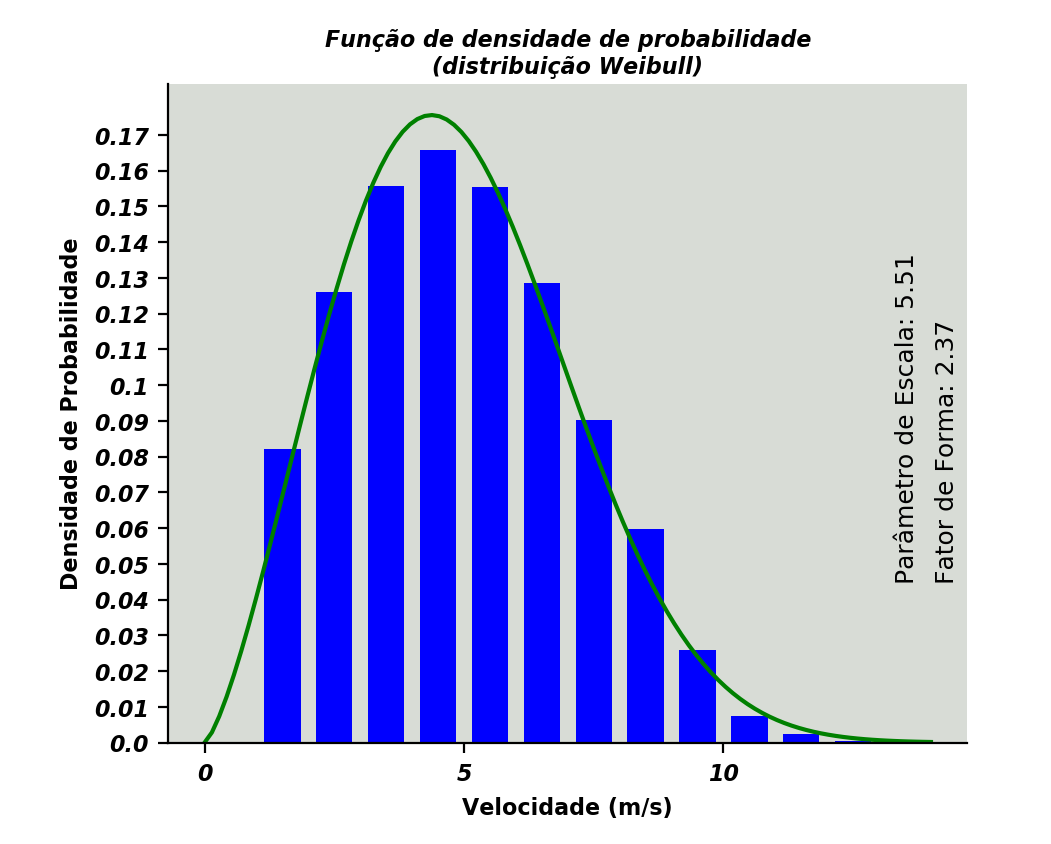 Função de densidade de probabilidade
(distribuição Weibull)
0.17
0.16
0.15
0.14
0.13
0.12
0.11
0.1
0.09
0.08
0.07
0.06
0.05
0.04
0.03
0.02
0.01
0.0
Densidade de Probabilidade
Parâmetro de Escala: 5.51
Fator de Forma: 2.37
0 5 10
Velocidade (m/s)